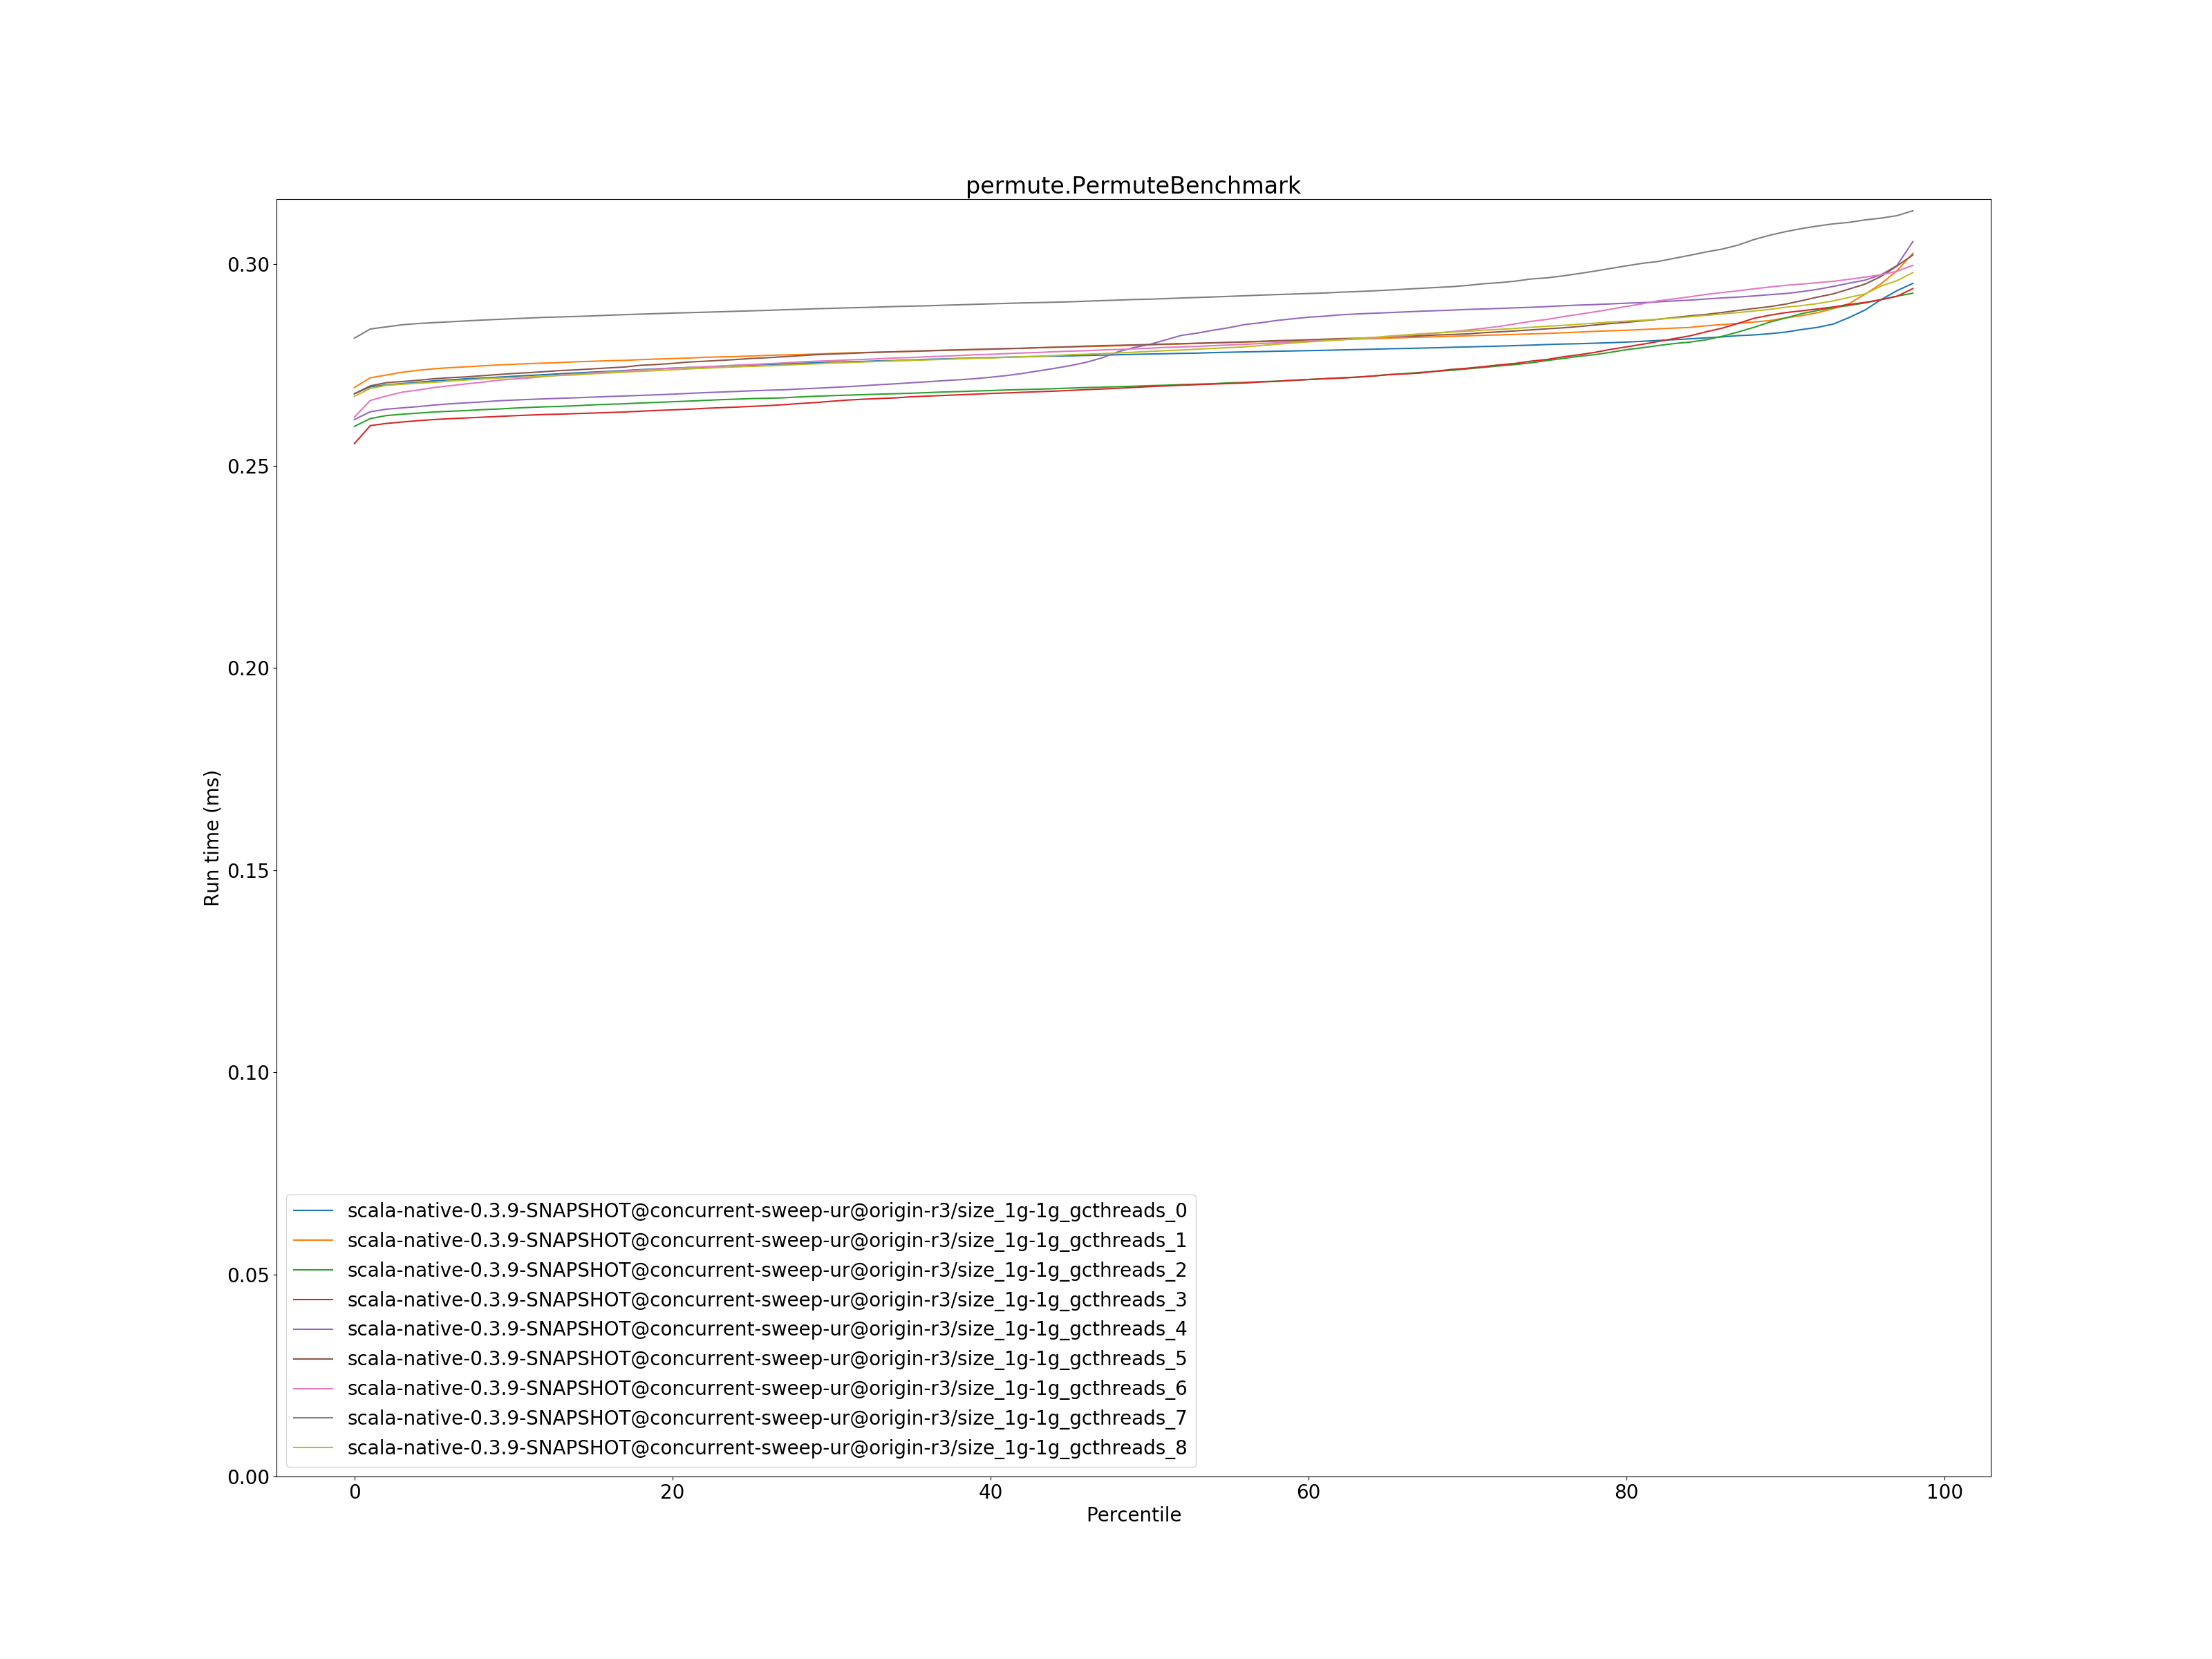 permute.PermuteBenchmark
0.30
0.25
0.20
0.15
0.10
0.05
0.00
Run time (ms)
scala-native-0.3.9-SNAPSHOT@concurrent-sweep-ur@origin-r3/size_1g-1g_gcthreads_0
scala-native-0.3.9-SNAPSHOT@concurrent-sweep-ur@origin-r3/size_1g-1g_gcthreads_1
scala-native-0.3.9-SNAPSHOT@concurrent-sweep-ur@origin-r3/size_1g-1g_gcthreads_2
scala-native-0.3.9-SNAPSHOT@concurrent-sweep-ur@origin-r3/size_1g-1g_gcthreads_3
scala-native-0.3.9-SNAPSHOT@concurrent-sweep-ur@origin-r3/size_1g-1g_gcthreads_4
scala-native-0.3.9-SNAPSHOT@concurrent-sweep-ur@origin-r3/size_1g-1g_gcthreads_5
scala-native-0.3.9-SNAPSHOT@concurrent-sweep-ur@origin-r3/size_1g-1g_gcthreads_6
scala-native-0.3.9-SNAPSHOT@concurrent-sweep-ur@origin-r3/size_1g-1g_gcthreads_7
scala-native-0.3.9-SNAPSHOT@concurrent-sweep-ur@origin-r3/size_1g-1g_gcthreads_8
0 20 40 60 80 100
Percentile